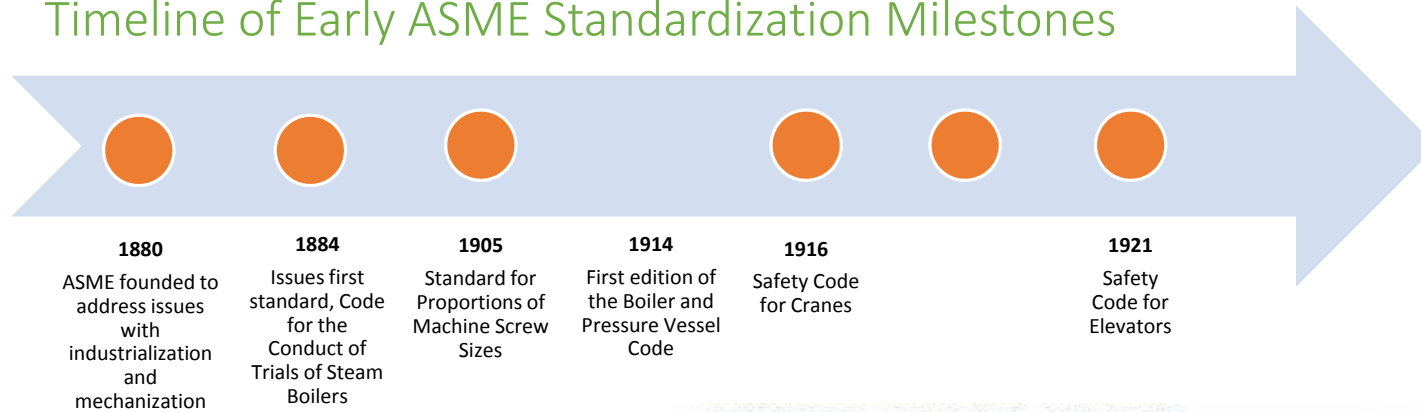 Timeline of Early ASME Standardization Milestones
1880
ASME founded to
address issues
with
industrialization
and
mechanization
1884
Issues first
standard, Code
for the
Conduct of
Trials of Steam
Boilers
1905
Standard for
Proportions of
Machine Screw
Sizes
1914
First edition of
the Boiler and
Pressure Vessel
Code
1916
Safety Code
for Cranes
1921
Safety
Code for
Elevators